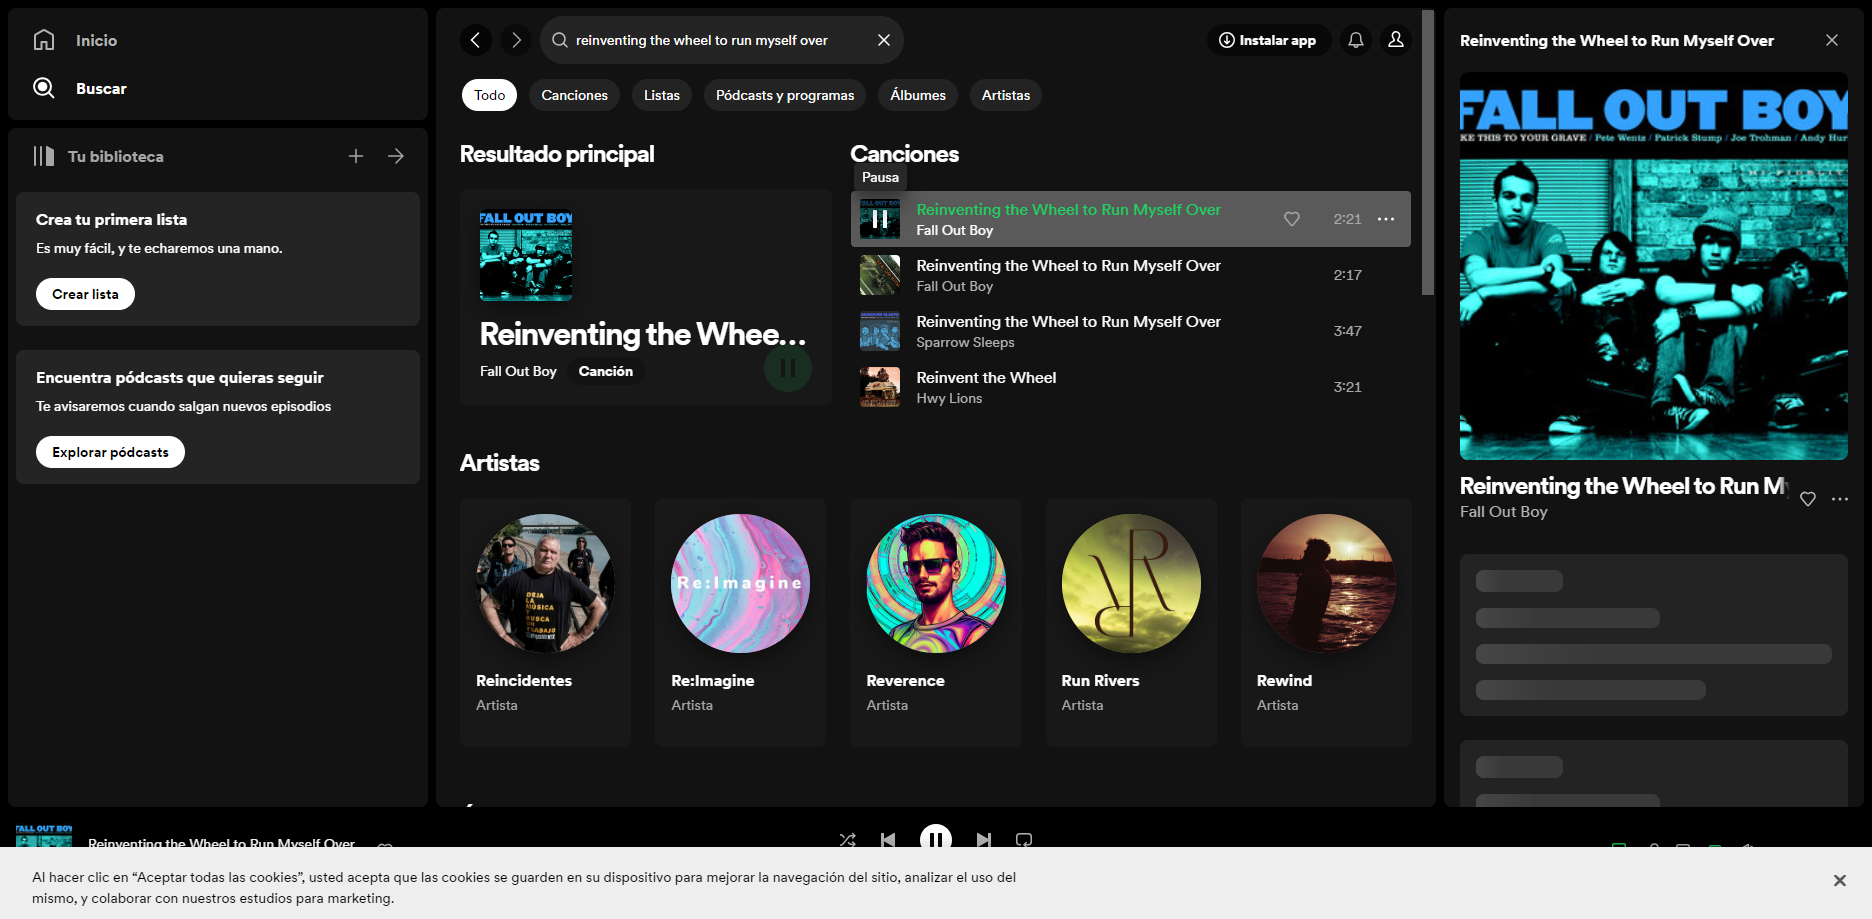 Inicio
Buscar
Tu biblioteca
Crea tu primera lista
Es muy fácil, y te echaremos una mano.
Crear lista
Encuentra pódcasts que quieras seguir
Te avisaremos cuando salgan nuevos episodios
Explorar pódcasts
reinventing the wheel to run myself over
Instalar app
Todo
Canciones
Listas
Pódcasts y programas
Álbumes
Artistas
Resultado principal
FALL OUT BOY
Reinventing the Whee...
Fall Out Boy
Canción
Canciones
Pausa
Reinventing the Wheel to Run Myself Over
Fall Out Boy
2:21
Reinventing the Wheel to Run Myself Over
Fall Out Boy
2:17
Reinventing the Wheel to Run Myself Over
Sparrow Sleeps
3:47
Reinvent the Wheel
Hwy Lions
3:21
Artistas
DEJA
LA
MÚSICA
Y
BUSCA
UN
TRABAJO
Reincidentes
Artista
Re:Imagine
Re:Imagine
Artista
Reverence
Artista
Run Rivers
Artista
Rewind
Artista
Reinventing the Wheel to Run Myself Over
FALL OUT BOY
KE THIS TO YOUR GRAVE / Pete Wentz / Patrick Stump / Joe Trohman / Andy Hur
HI FIDELITY
Reinventing the Wheel to Run M
Fall Out Boy
FALL OUT BOY
Reinventing the Wheel to Run Myself Over
Al hacer clic en “Aceptar todas las cookies”, usted acepta que las cookies se guarden en su dispositivo para mejorar la navegación del sitio, analizar el uso del
mismo, y colaborar con nuestros estudios para marketing.